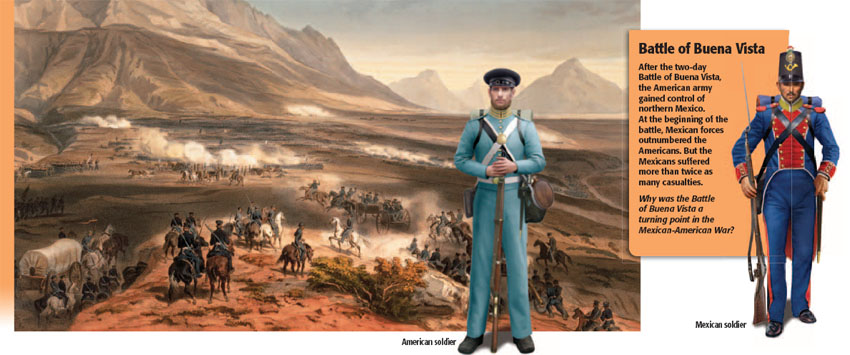 Battle of Buena Vista
After the two-day
Battle of Buena Vista,
the American army
gained control of
northern Mexico.
At the beginning of the
battle, Mexican forces
outnumbered the
Americans. But the
Mexicans suffered
more than twice as
many casualties.
Why was the Battle
of Buena Vista a
turning point in the
Mexican-American War?
American soldier
Mexican soldier